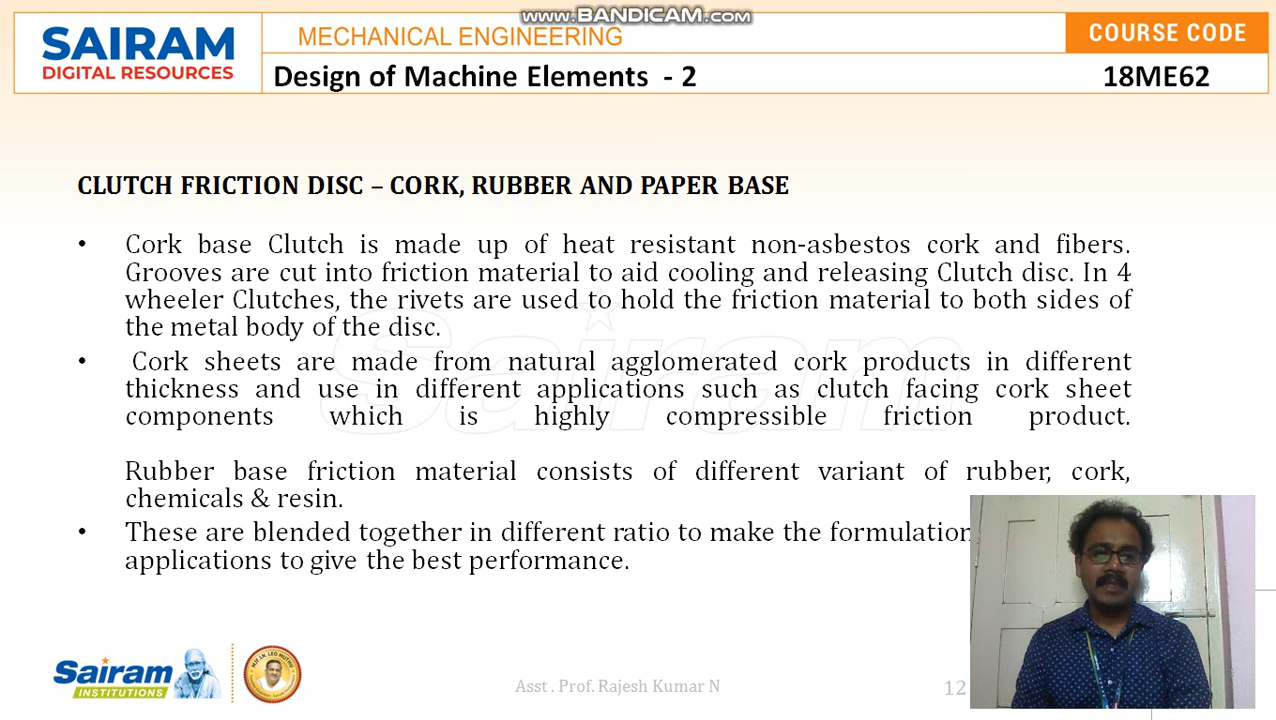 www.BANDICAM.com
SAIRAM
DIGITAL RESOURCES
MECHANICAL ENGINEERING
COURSE CODE
Design of Machine Elements - 2
18ME62
CLUTCH FRICTION DISC – CORK, RUBBER AND PAPER BASE
• Cork base Clutch is made up of heat resistant non-asbestos cork and fibers.
Grooves are cut into friction material to aid cooling and releasing Clutch disc. In 4
wheeler Clutches, the rivets are used to hold the friction material to both sides of
the metal body of the disc.
• Cork sheets are made from natural agglomerated cork products in different
thickness and use in different applications such as clutch facing cork sheet
components which is highly compressible friction product.
Rubber base friction material consists of different variant of rubber, cork,
chemicals & resin.
• These are blended together in different ratio to make the formulation
applications to give the best performance.
Sairam
Sairam
INSTITUTIONS
MJF. LN. LEO MUTHU
Asst . Prof. Rajesh Kumar N
12